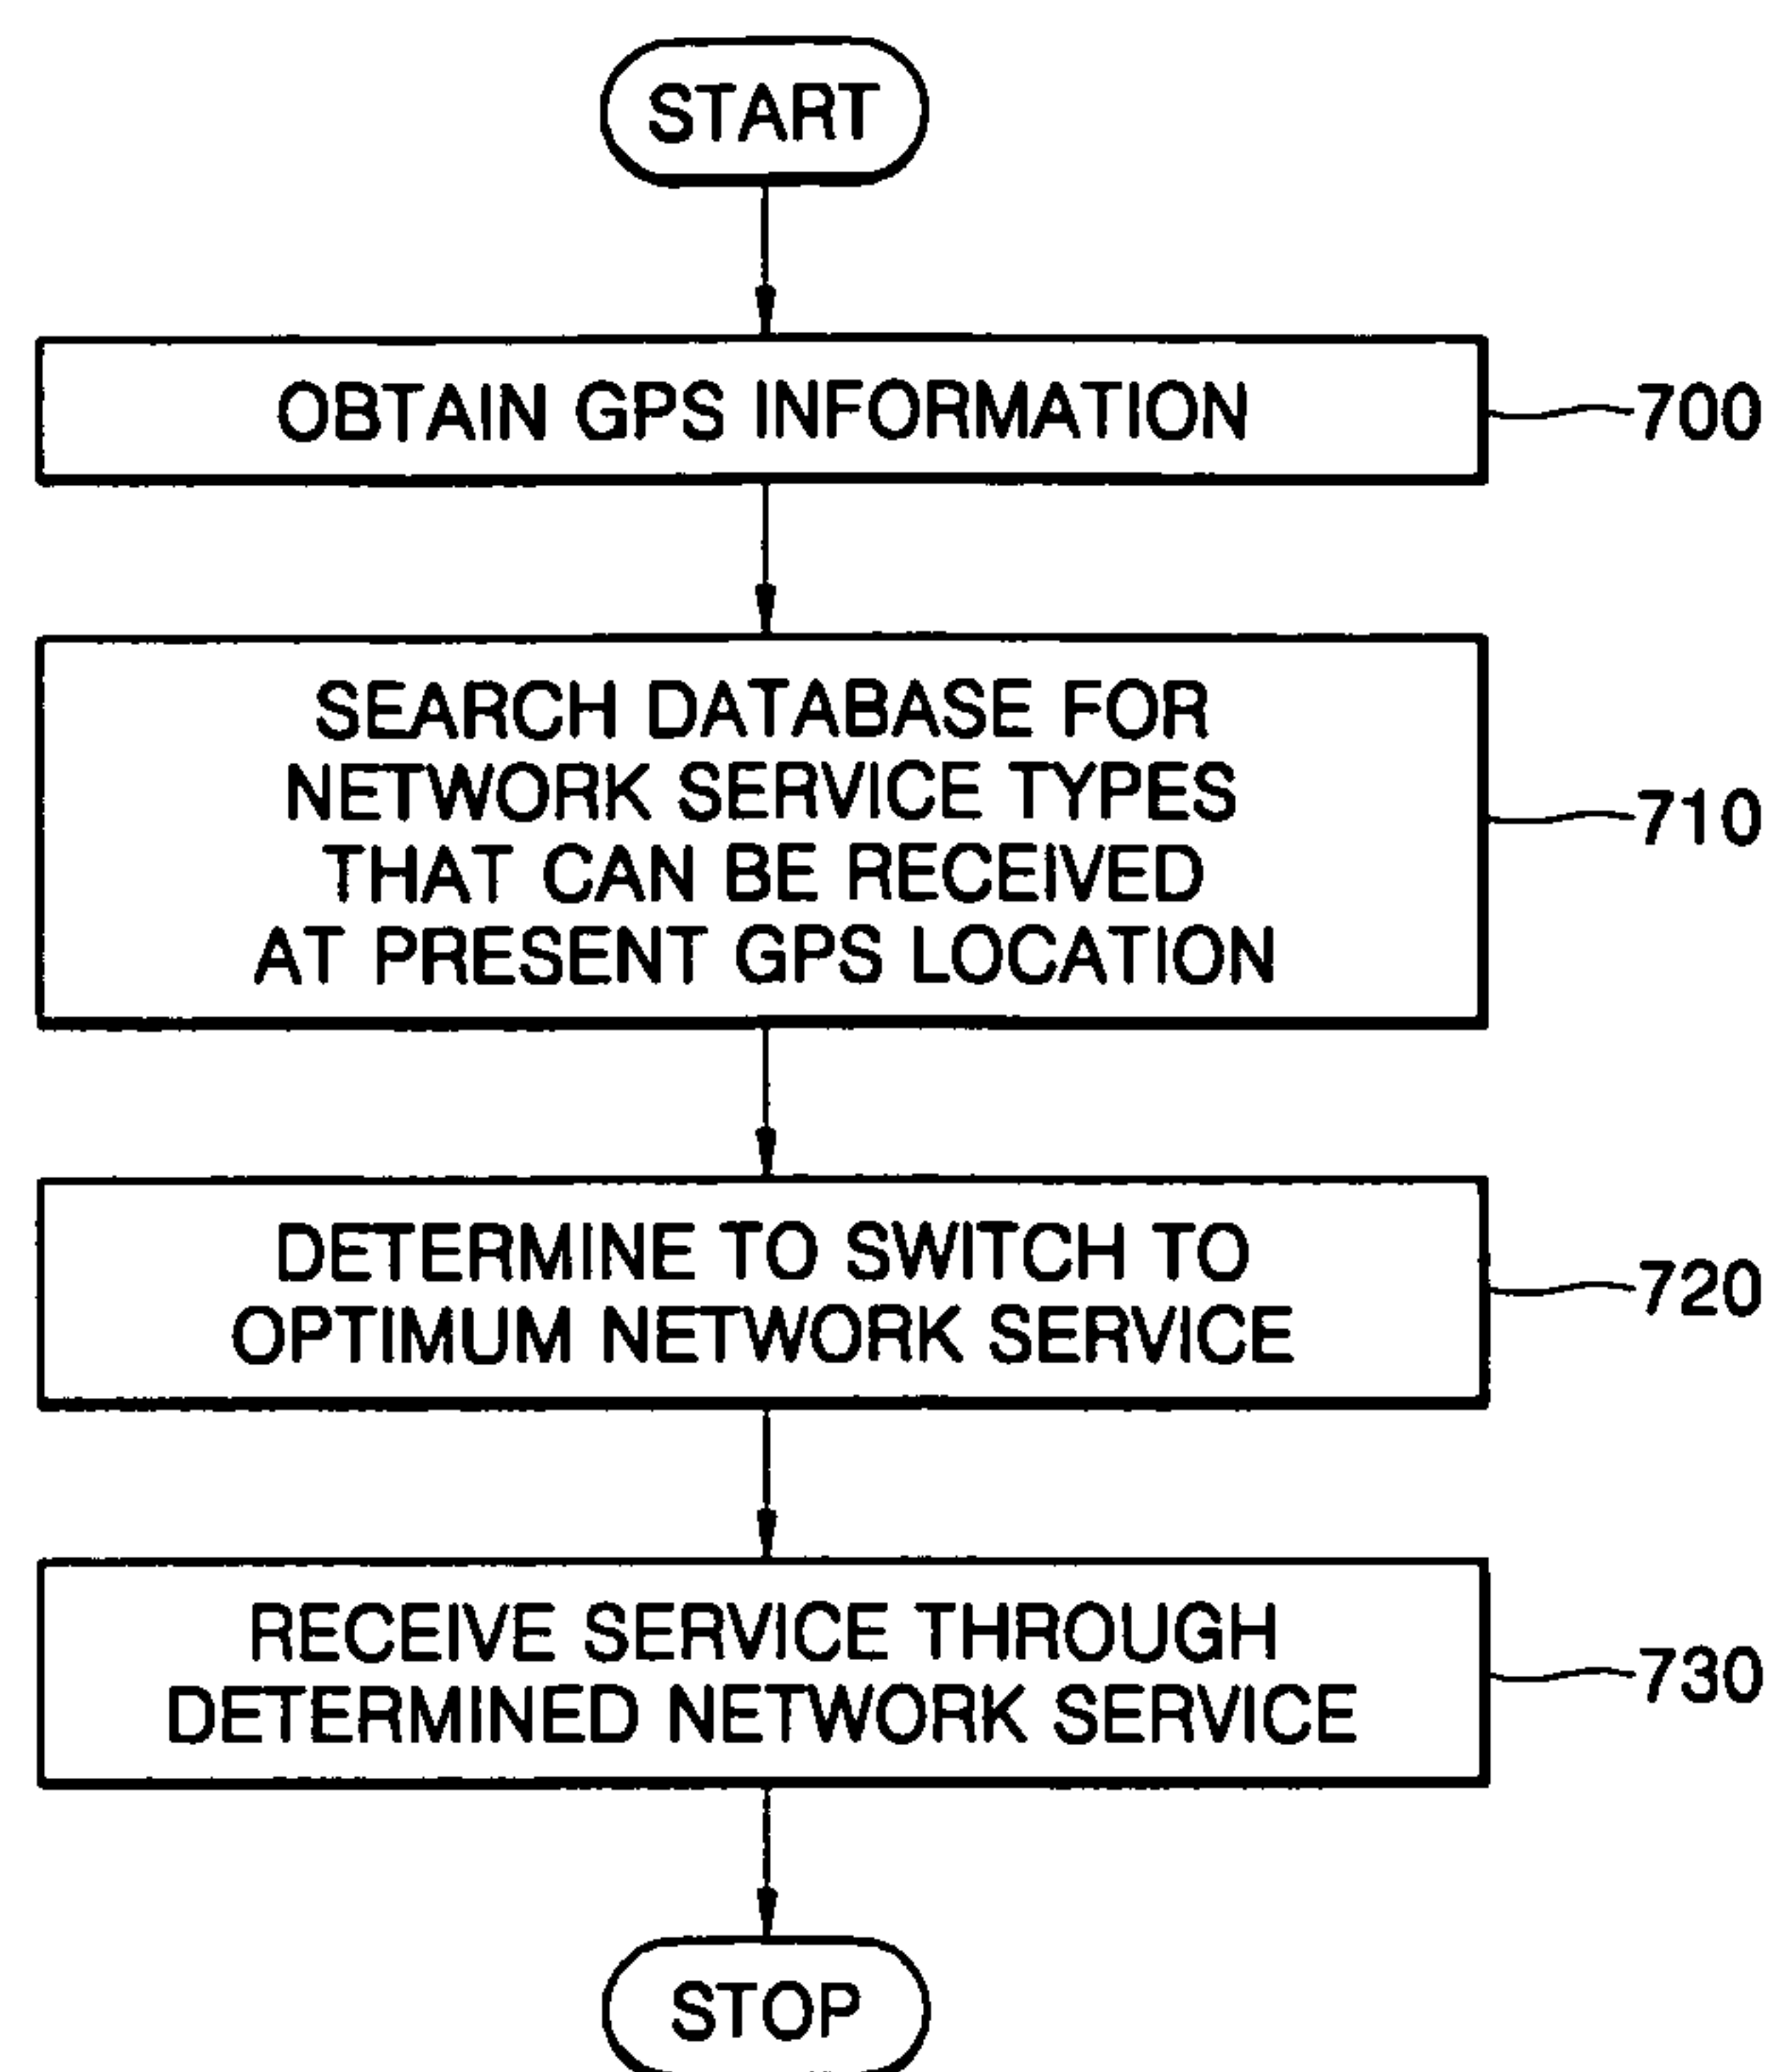 START
OBTAIN GPS INFORMATION
700
SEARCH DATABASE FOR
NETWORK SERVICE TYPES
THAT CAN BE RECEIVED
AT PRESENT GPS LOCATION
710
DETERMINE TO SWITCH TO
OPTIMUM NETWORK SERVICE
720
RECEIVE SERVICE THROUGH
DETERMINED NETWORK SERVICE
730
STOP